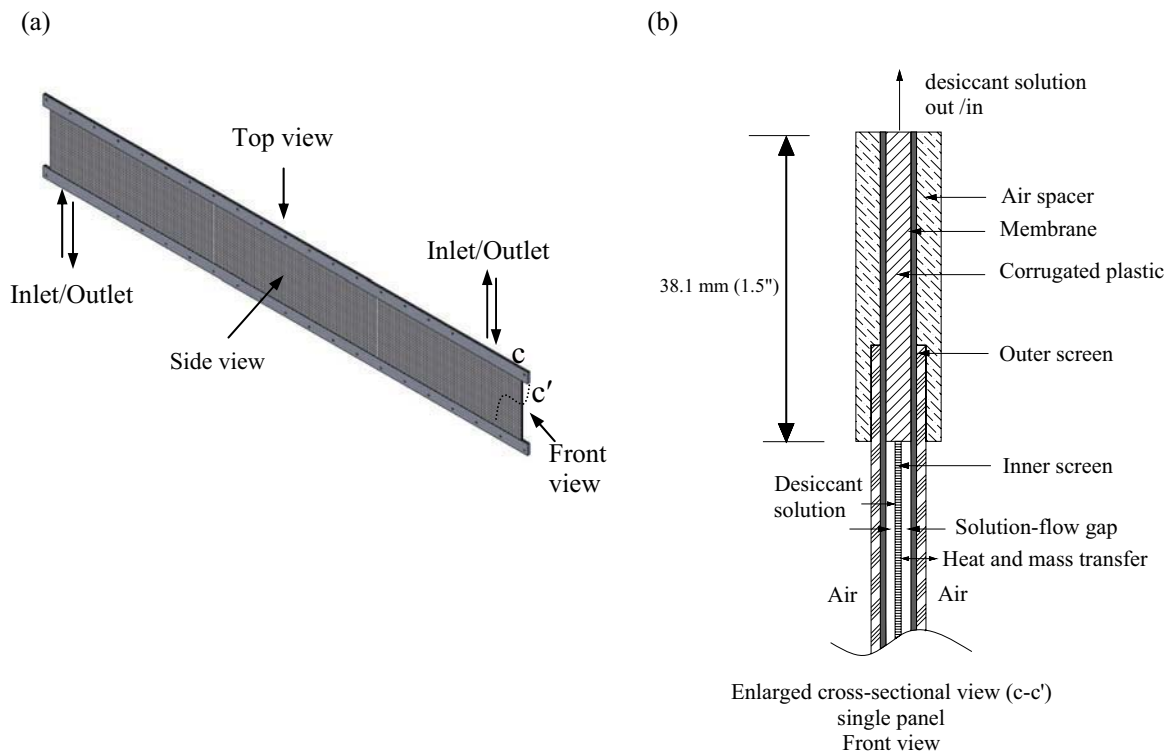 (a)
Top view
Inlet/Outlet
Inlet/Outlet
Side view
c
c'
Front
view
(b)
desiccant solution
out /in
Air spacer
Membrane
Corrugated plastic
38.1 mm (1.5")
Outer screen
Inner screen
Desiccant
solution
Solution-flow gap
Heat and mass transfer
Air
Air
Enlarged cross-sectional view (c-c')
single panel
Front view